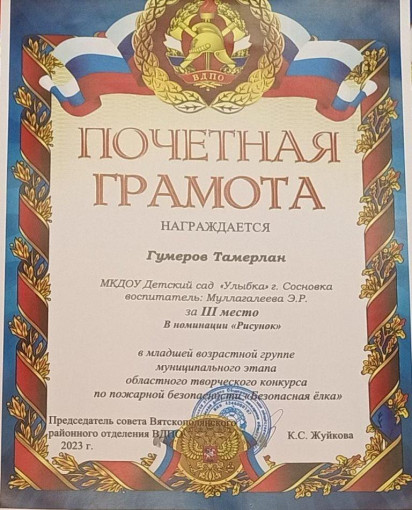 ВДПО
ПОЧЕТНАЯ
ГРАМОТА
НАГРАЖДАЕТСЯ
Гумеров Тамерлан
МКДОУ Детский сад «Улыбка» г. Сосновка
воспитатель: Муллагалеева Э.Р.
за III место
В номинации «Рисунок»
в младшей возрастной группе
муниципального этапа
областного творческого конкурса
по пожарной безопасности «Безопасная ёлка»
Председатель совета Вятскополянского
районного отделения ВДПО
К.С. Жуйкова
2023 г.